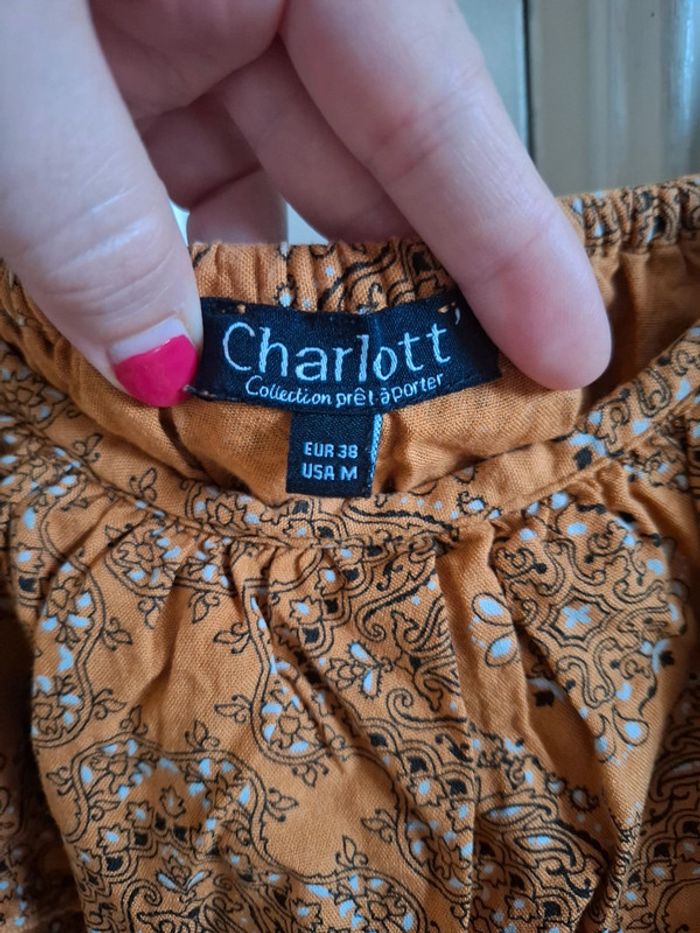 Charlott'
Collection prêt à porter
EUR 38
USA M